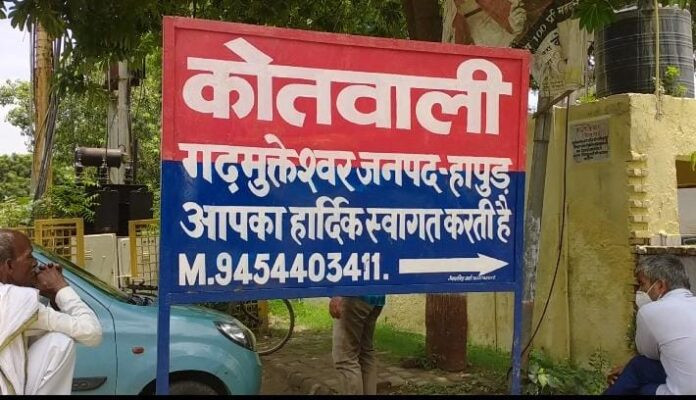 कोतवाली
गढ़मुक्तेश्वर जनपद-हापुड़
आपका हार्दिक स्वागत करती है
M.9454403411.